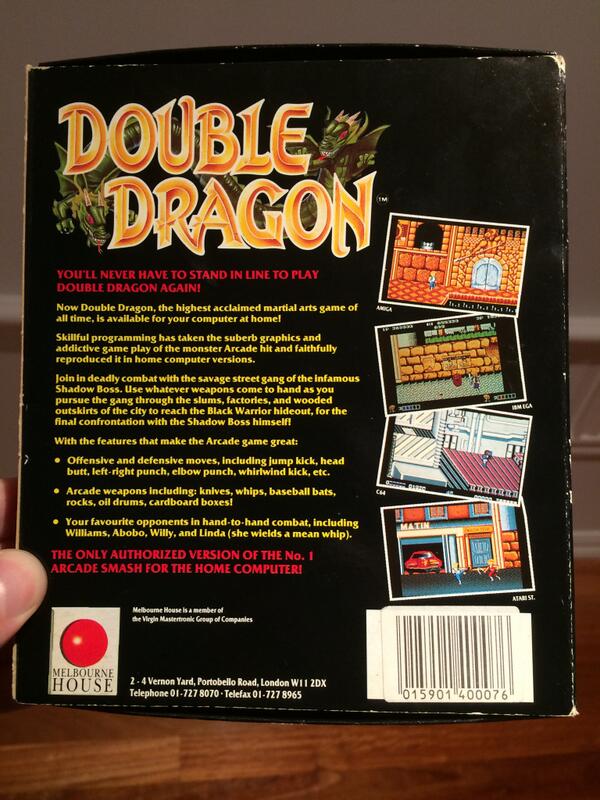 DOUBLE
DRAGON
TM
YOU'LL NEVER HAVE TO STAND IN LINE TO PLAY
DOUBLE DRAGON AGAIN!
Now Double Dragon, the highest acclaimed martial arts game of
all time, is available for your computer at home!
Skillful programming has taken the suberb graphics and
addictive game play of the monster Arcade hit and faithfully
reproduced it in home computer versions.
Join in deadly combat with the savage street gang of the infamous
Shadow Boss. Use whatever weapons come to hand as you
pursue the gang through the slums, factories, and wooded
outskirts of the city to reach the Black Warrior hideout, for the
final confrontation with the Shadow Boss himself!
With the features that make the Arcade game great:
• Offensive and defensive moves, including jump kick, head
butt, left-right punch, elbow punch, whirlwind kick, etc.
• Arcade weapons including: knives, whips, baseball bats,
rocks, oil drums, cardboard boxes!
• Your favourite opponents in hand-to-hand combat, including
Williams, Abobo, Willy, and Linda (she wields a mean whip).
THE ONLY AUTHORIZED VERSION OF THE No. 1
ARCADE SMASH FOR THE HOME COMPUTER!
AMIGA
IBM EGA
C64
MATIN
ATARI ST.
MELBOURNE
HOUSE
Melbourne House is a member of
the Virgin Mastertronic Group of Companies
2 - 4 Vernon Yard, Portobello Road, London W11 2DX
Telephone 01-727 8070 · Telefax 01-727 8965
015901 400076